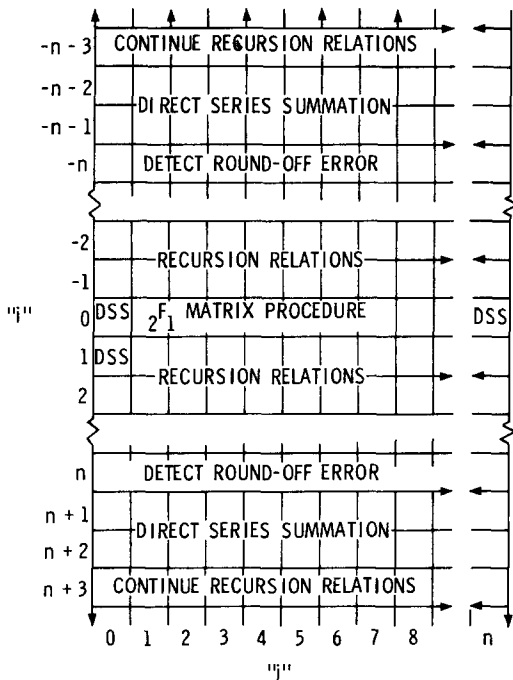 -n - 3 CONTINUE RECURSION RELATIONS
-n - 2
DIRECT SERIES SUMMATION
-n - 1
-n DETECT ROUND-OFF ERROR
-2
RECURSION RELATIONS
-1
"i"
0 DSS 2F1 MATRIX PROCEDURE DSS
1 DSS
RECURSION RELATIONS
2
n DETECT ROUND-OFF ERROR
n + 1
DIRECT SERIES SUMMATION
n + 2
n + 3 CONTINUE RECURSION RELATIONS
0 1 2 3 4 5 6 7 8 n
"j"